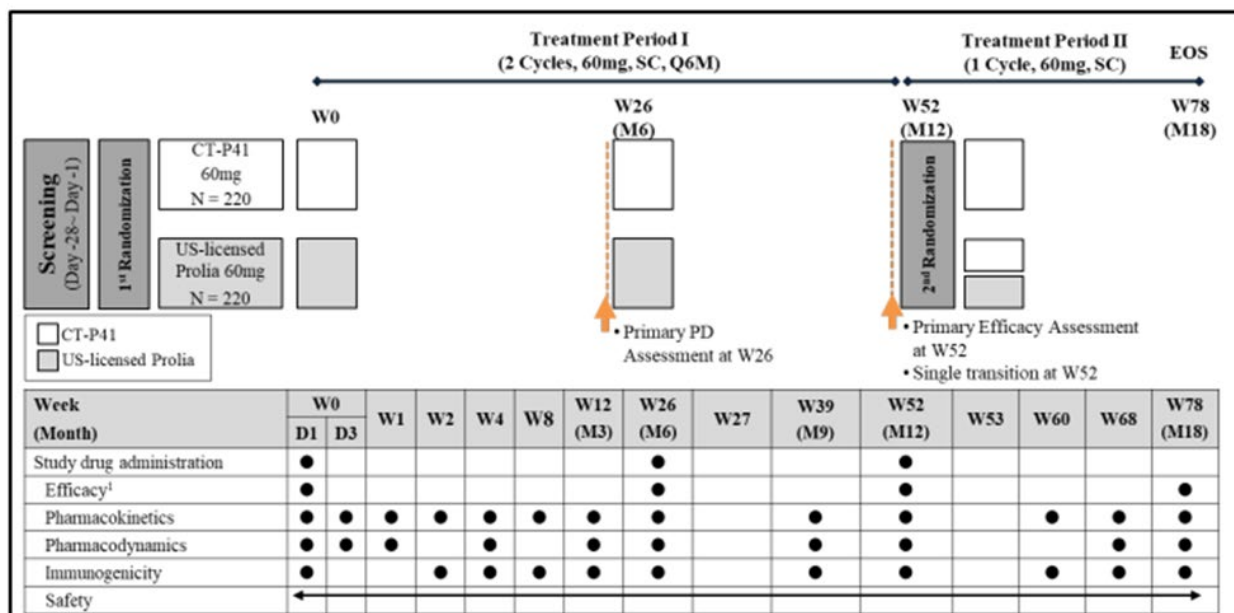 Treatment Period I
(2 Cycles, 60mg, SC, Q6M)
Treatment Period II
(1 Cycle, 60mg, SC)
EOS
W0
W26
(M6)
W52
(M12)
W78
(M18)
Screening
(Day -28~ Day -1)
1st Randomization
CT-P41
60mg
N = 220
US-licensed
Prolia 60mg
N = 220
2nd Randomization
CT-P41
US-licensed Prolia
• Primary PD
Assessment at W26
• Primary Efficacy Assessment
at W52
• Single transition at W52
Week
(Month)
W0
D1 D3
W1
W2
W4
W8
W12
(M3)
W26
(M6)
W27
W39
(M9)
W52
(M12)
W53
W60
W68
W78
(M18)
Study drug administration
Efficacy1
Pharmacokinetics
Pharmacodynamics
Immunogenicity
Safety